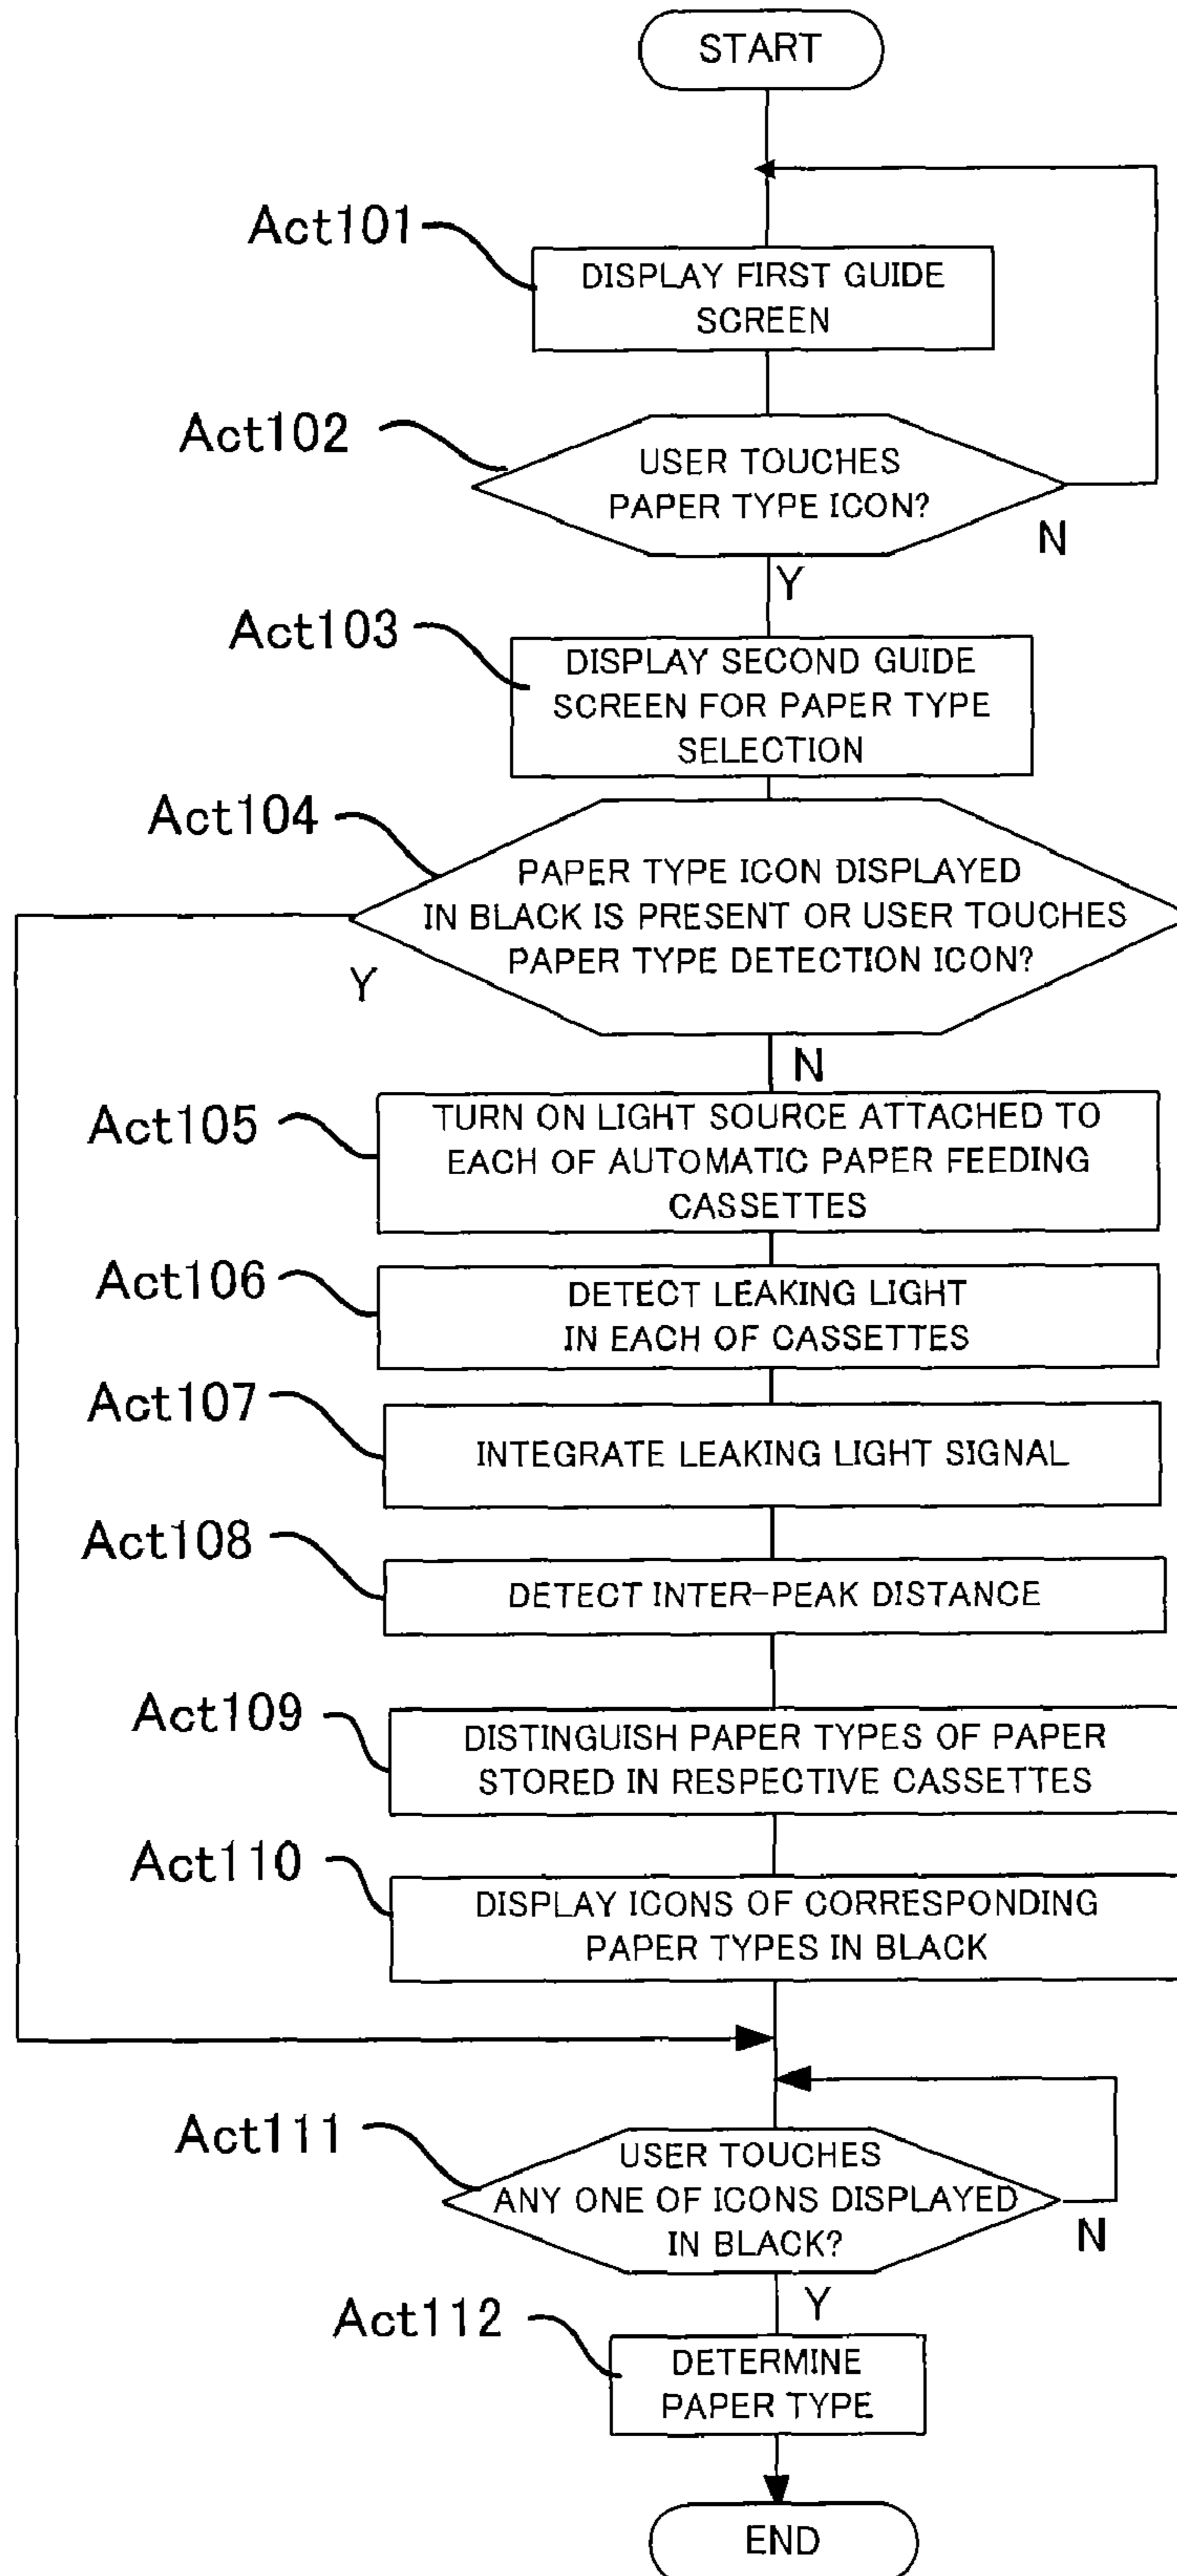 START
Act101
DISPLAY FIRST GUIDE
SCREEN
Act102
USER TOUCHES
PAPER TYPE ICON?
N
Y
Act103
DISPLAY SECOND GUIDE
SCREEN FOR PAPER TYPE
SELECTION
Act104
PAPER TYPE ICON DISPLAYED
IN BLACK IS PRESENT OR USER TOUCHES
PAPER TYPE DETECTION ICON?
Y
N
Act105
TURN ON LIGHT SOURCE ATTACHED TO
EACH OF AUTOMATIC PAPER FEEDING
CASSETTES
Act106
DETECT LEAKING LIGHT
IN EACH OF CASSETTES
Act107
INTEGRATE LEAKING LIGHT SIGNAL
Act108
DETECT INTER-PEAK DISTANCE
Act109
DISTINGUISH PAPER TYPES OF PAPER
STORED IN RESPECTIVE CASSETTES
Act110
DISPLAY ICONS OF CORRESPONDING
PAPER TYPES IN BLACK
Act111
USER TOUCHES
ANY ONE OF ICONS DISPLAYED
IN BLACK?
N
Y
Act112
DETERMINE
PAPER TYPE
END